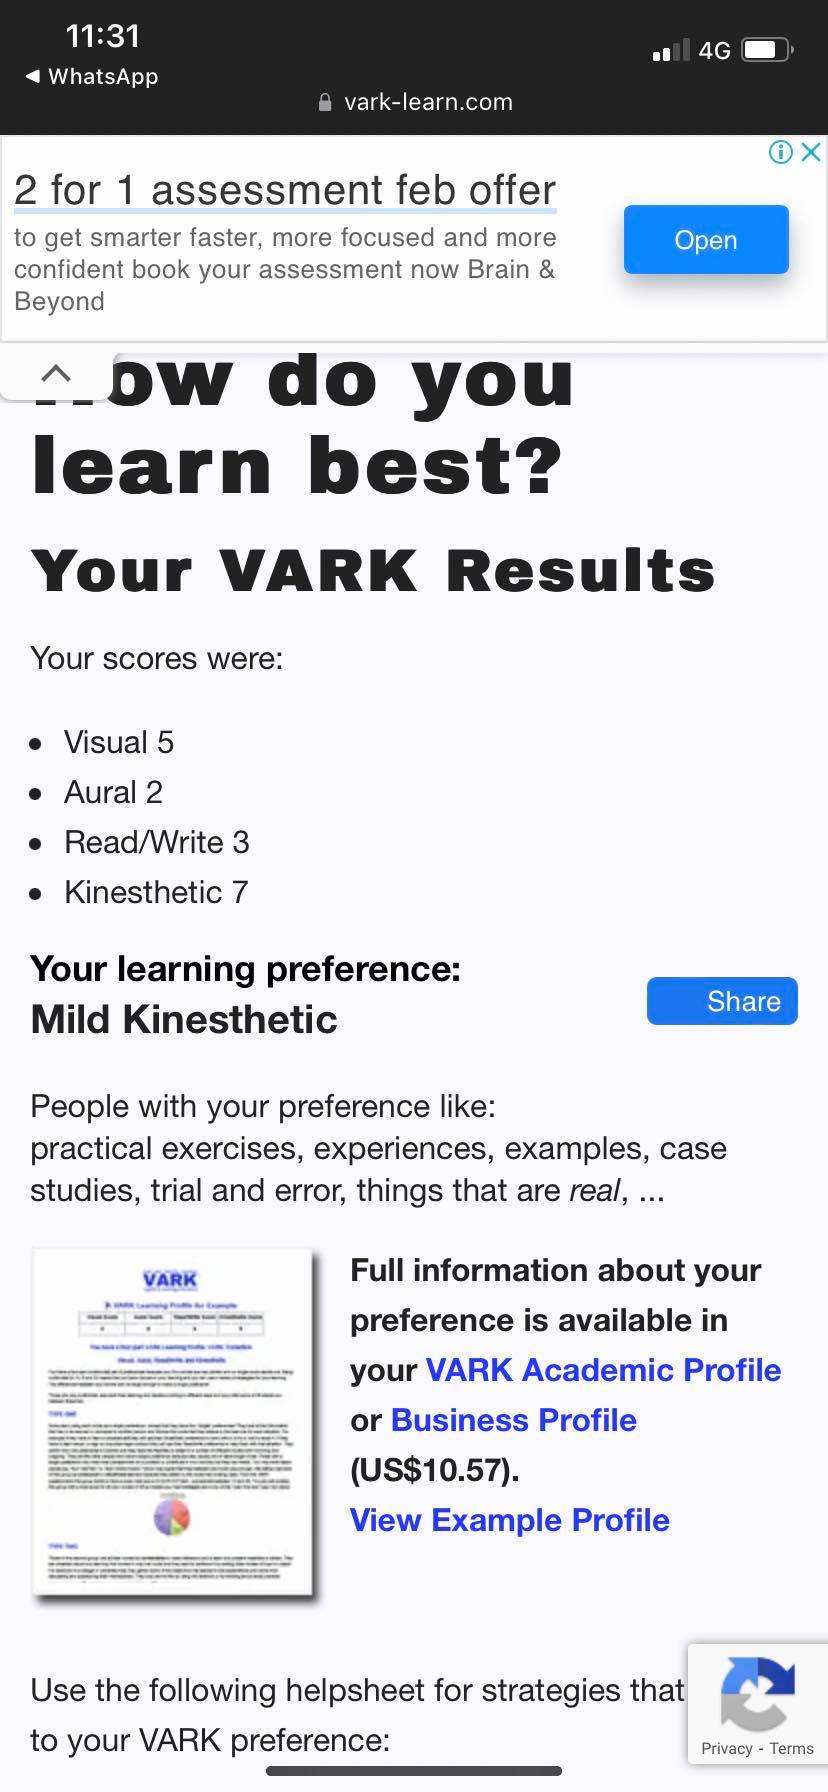 11:31
◀ WhatsApp
4G
vark-learn.com
2 for 1 assessment feb offer
to get smarter faster, more focused and more
confident book your assessment now Brain &
Beyond
Open
ow do you
learn best?
Your VARK Results
Your scores were:
• Visual 5
• Aural 2
• Read/Write 3
• Kinesthetic 7
Your learning preference:
Mild Kinesthetic
Share
People with your preference like:
practical exercises, experiences, examples, case
studies, trial and error, things that are real, ...
VARK
Full information about your
preference is available in
your VARK Academic Profile
or Business Profile
(US$10.57).
View Example Profile
Use the following helpsheet for strategies that
to your VARK preference:
Privacy - Terms